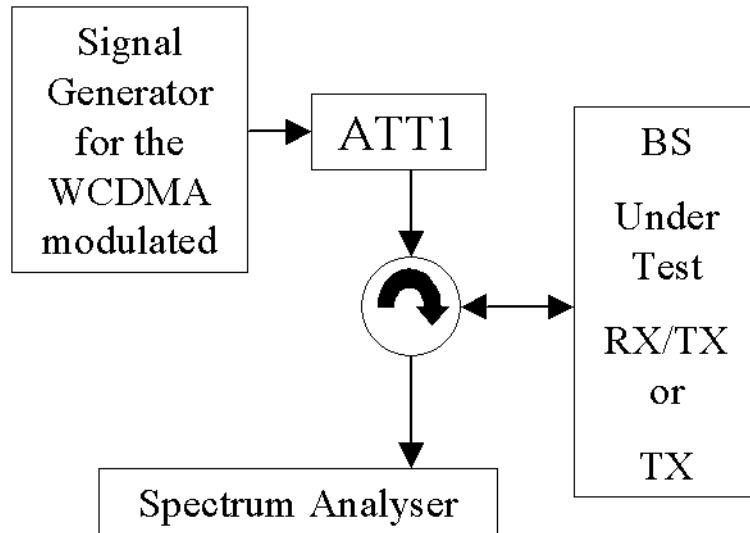 Signal
Generator
for the
WCDMA
modulated
ATT1
BS
Under
Test
RX/TX
or
TX
Spectrum Analyser